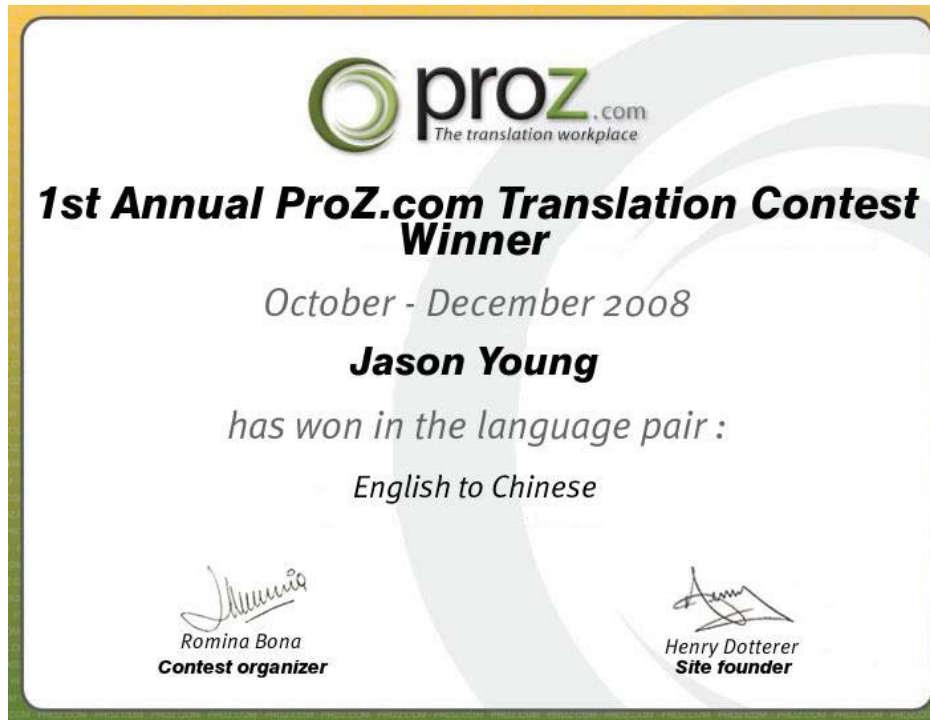 proz.com
The translation workplace
1st Annual ProZ.com Translation Contest
Winner
October - December 2008
Jason Young
has won in the language pair :
English to Chinese
Romina Bona
Contest organizer
Henry Dotterer
Site founder